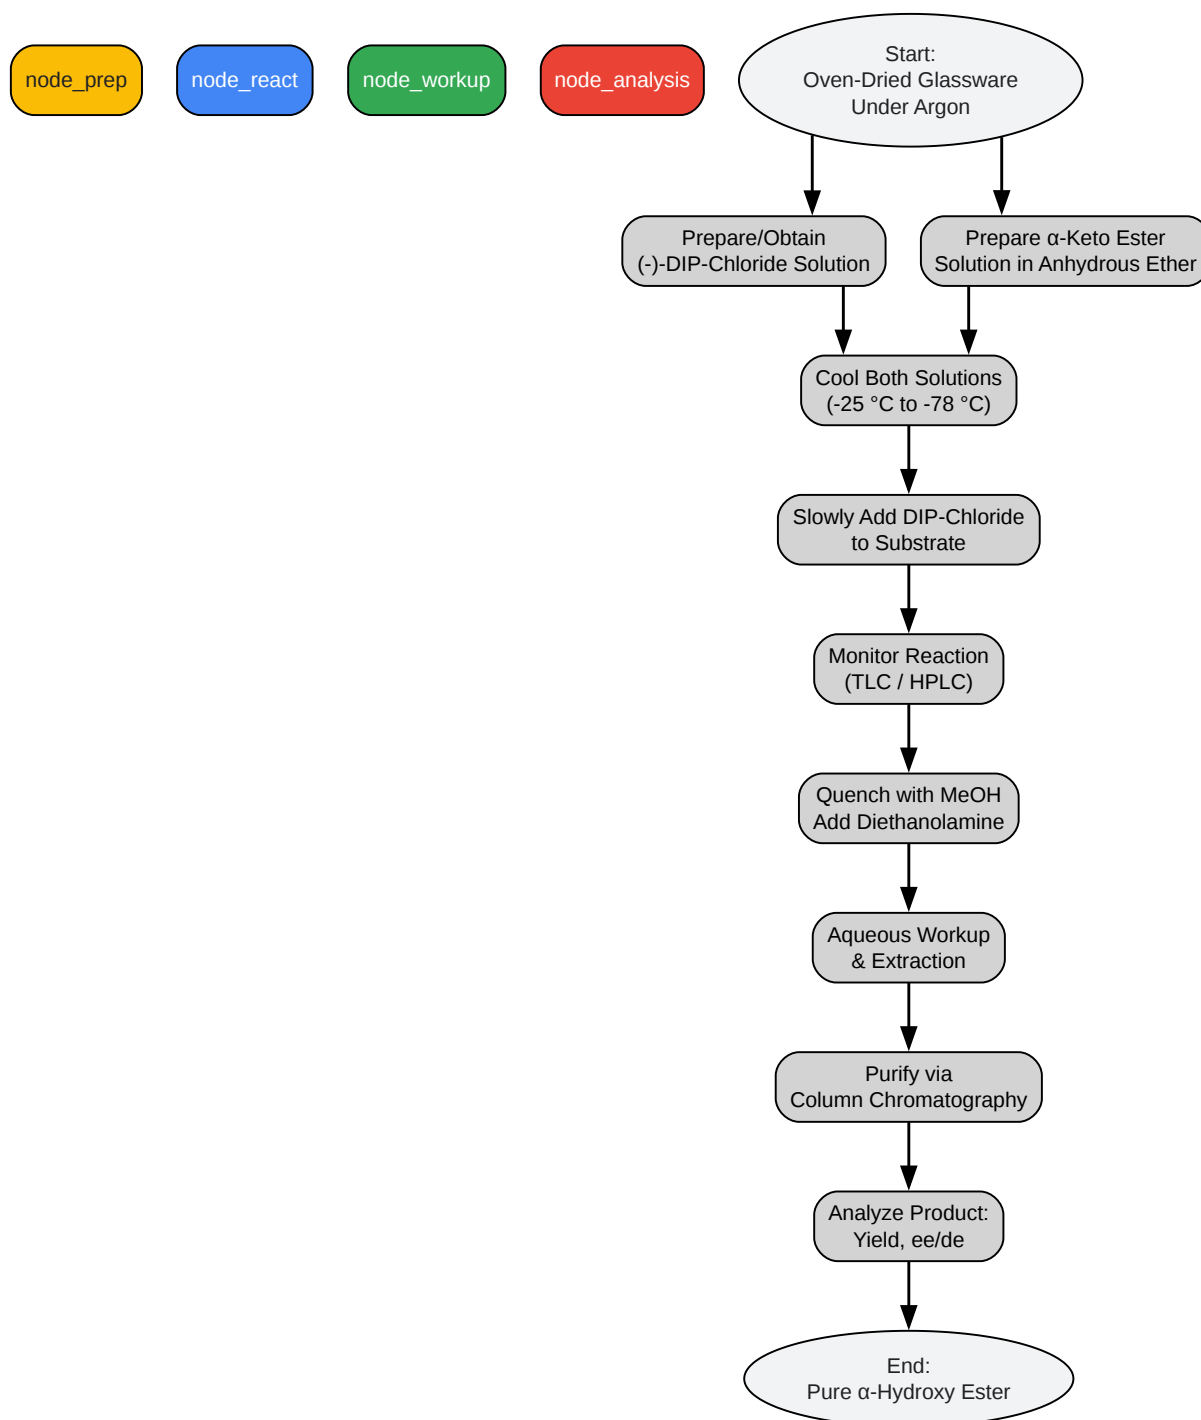 node_prep
node_react
node_workup
node_analysis
Start:
Oven-Dried Glassware
Under Argon
Prepare/Obtain
(-)-DIP-Chloride Solution
Prepare α-Keto Ester
Solution in Anhydrous Ether
Cool Both Solutions
(-25 °C to -78 °C)
Slowly Add DIP-Chloride
to Substrate
Monitor Reaction
(TLC / HPLC)
Quench with MeOH
Add Diethanolamine
Aqueous Workup
& Extraction
Purify via
Column Chromatography
Analyze Product:
Yield, ee/de
End:
Pure α-Hydroxy Ester